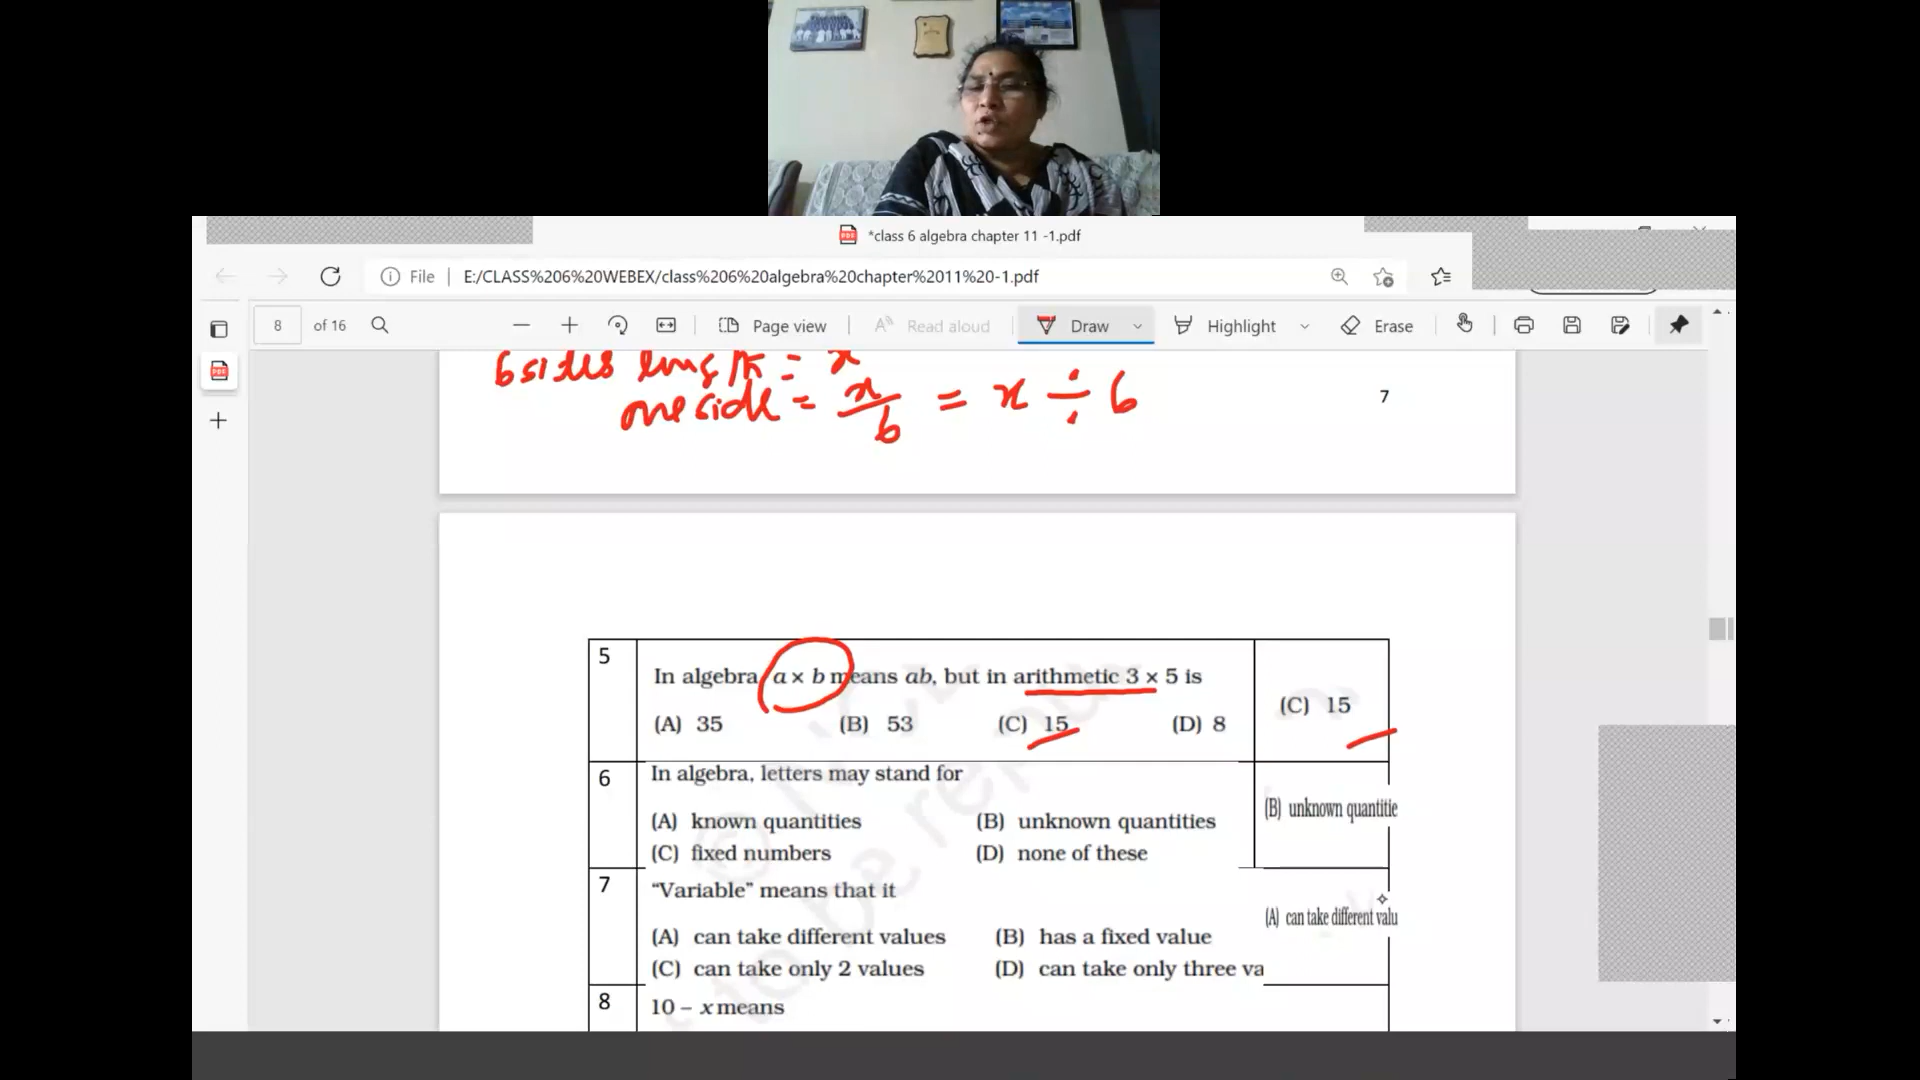 *class 6 algebra chapter 11 -1.pdf
File | E:/CLASS%206%20WEBEX/class%206%20algebra%20chapter%2011%20-1.pdf
8 of 16 Page view Read aloud Draw Highlight Erase
6 sides length = x
one side = x/6 = x ÷ 6
7
5
In algebra, a × b means ab, but in arithmetic 3 × 5 is
(A) 35 (B) 53 (C) 15 (D) 8
(C) 15
6
In algebra, letters may stand for
(A) known quantities (B) unknown quantities
(C) fixed numbers (D) none of these
(B) unknown quantitie
7
“Variable” means that it
(A) can take different values (B) has a fixed value
(C) can take only 2 values (D) can take only three va
(A) can take different valu
8
10 – x means